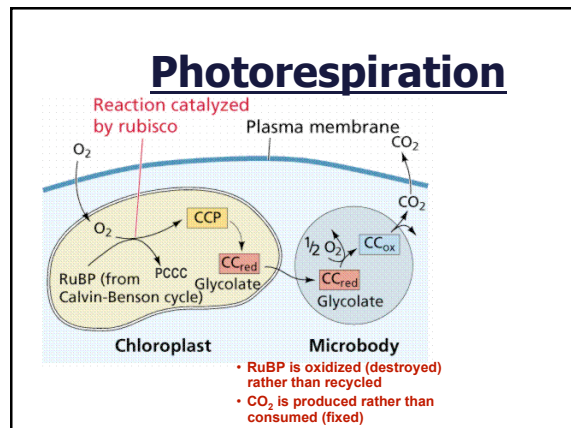 Photorespiration
Reaction catalyzed
by rubisco
Plasma membrane
O₂
CO₂
CO₂
O₂
CCP
PCCC
RuBP (from
Calvin-Benson cycle)
CCred
Glycolate
½ O₂
CCox
CCred
Glycolate
Chloroplast
Microbody
• RuBP is oxidized (destroyed)
rather than recycled
• CO₂ is produced rather than
consumed (fixed)